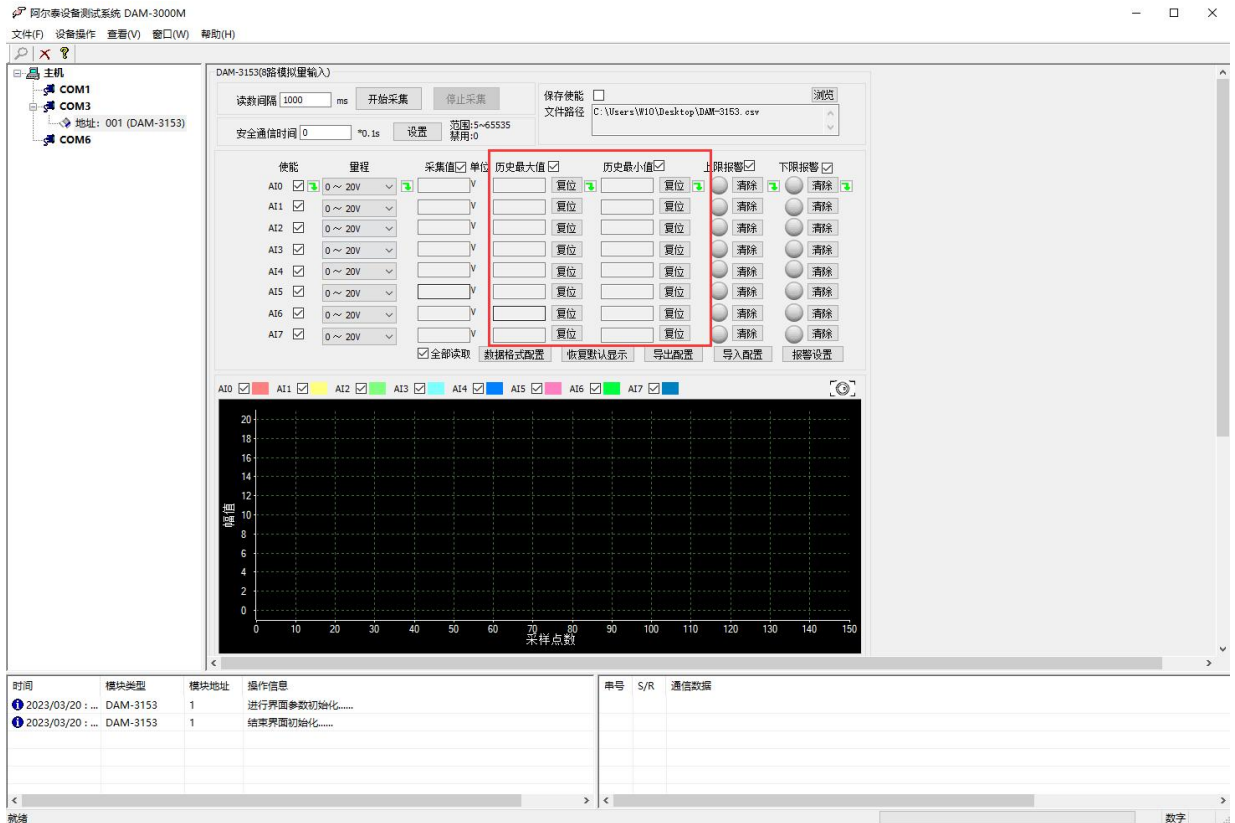 阿尔泰设备测试系统 DAM-3000M
文件(F) 设备操作 查看(V) 窗口(W) 帮助(H)
主机
COM1
COM3
地址: 001 (DAM-3153)
COM6
DAM-3153(8路模拟量输入)
读数间隔 1000 ms 开始采集 停止采集
安全通信时间 0 *0.1s 设置 范围:5~65535
禁用:0
保存使能 浏览
文件路径 C:\Users\W10\Desktop\DAM-3153.csv
使能 量程 采集值 单位 历史最大值 历史最小值 上限报警 下限报警
AI0 0～20V V 复位 复位 清除 清除
AI1 0～20V V 复位 复位 清除 清除
AI2 0～20V V 复位 复位 清除 清除
AI3 0～20V V 复位 复位 清除 清除
AI4 0～20V V 复位 复位 清除 清除
AI5 0～20V V 复位 复位 清除 清除
AI6 0～20V V 复位 复位 清除 清除
AI7 0～20V V 复位 复位 清除 清除
全部读取 数据格式配置 恢复默认显示 导出配置 导入配置 报警设置
AI0 AI1 AI2 AI3 AI4 AI5 AI6 AI7
20
18
16
14
12
10
8
6
4
2
0
幅值
0 10 20 30 40 50 60 70 80 90 100 110 120 130 140 150
采样点数
时间 模块类型 模块地址 操作信息
2023/03/20 : ... DAM-3153 1 进行界面参数初始化......
2023/03/20 : ... DAM-3153 1 结束界面初始化......
串号 S/R 通信数据
就绪 数字